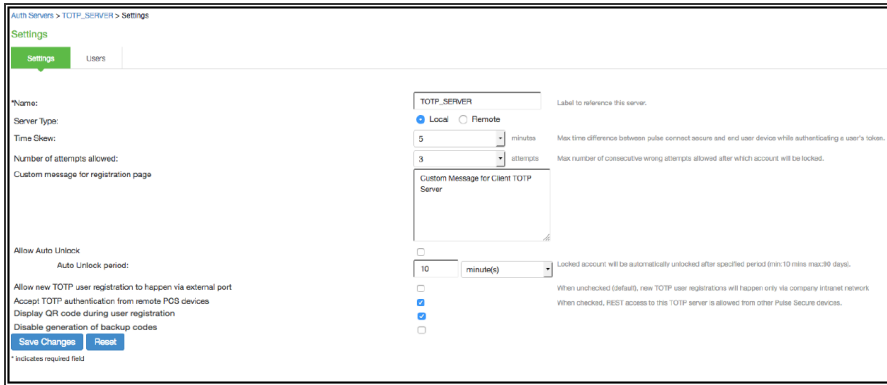 Auth Servers > TOTP_SERVER > Settings
Settings
Settings Users
*Name: TOTP_SERVER Label to reference this server.
Server Type: Local Remote
Time Skew: 5 minutes Max time difference between pulse connect secure and end user device while authenticating a user's token.
Number of attempts allowed: 3 attempts Max number of consecutive wrong attempts allowed after which account will be locked.
Custom message for registration page Custom Message for Client TOTP
Server
Allow Auto Unlock
Auto Unlock period: 10 minute(s) Locked account will be automatically unlocked after specified period (min:10 mins max:90 days).
Allow new TOTP user registration to happen via external port When unchecked (default), new TOTP user registrations will happen only via company intranet network
Accept TOTP authentication from remote PCS devices When checked, REST access to this TOTP server is allowed from other Pulse Secure devices.
Display QR code during user registration
Disable generation of backup codes
Save Changes Reset
* indicates required field